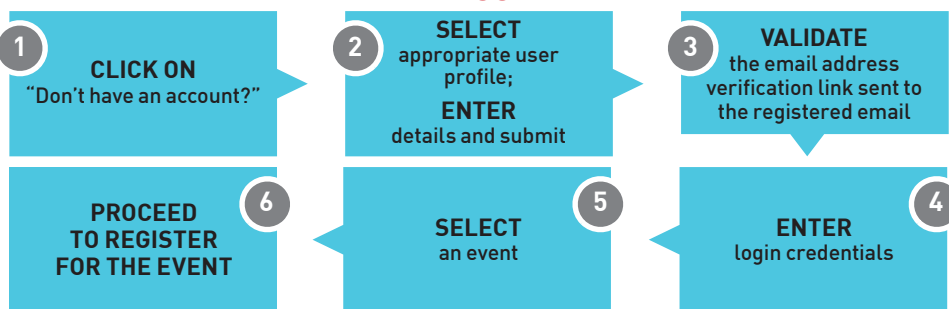 1
CLICK ON
“Don’t have an account?”
2
SELECT
appropriate user
profile;
ENTER
details and submit
3
VALIDATE
the email address
verification link sent to
the registered email
4
ENTER
login credentials
5
SELECT
an event
6
PROCEED
TO REGISTER
FOR THE EVENT